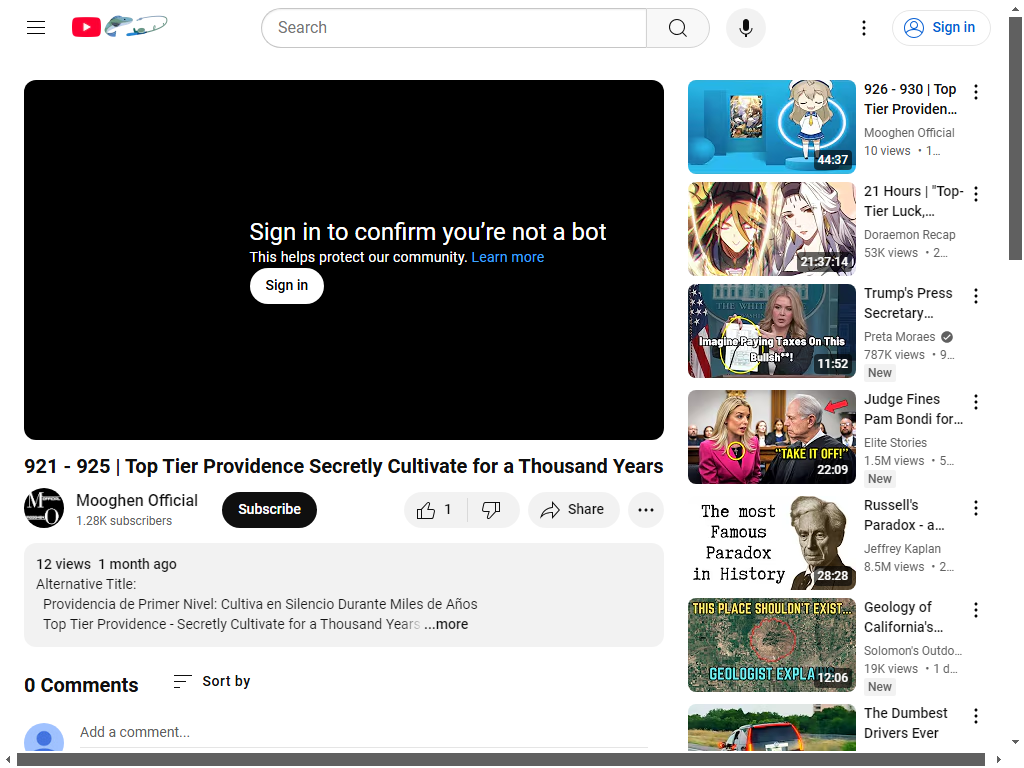 Search
Sign in
Sign in to confirm you’re not a bot
This helps protect our community. Learn more
Sign in
921 - 925 | Top Tier Providence Secretly Cultivate for a Thousand Years
Mooghen Official
1.28K subscribers
Subscribe
1
Share
12 views 1 month ago
Alternative Title:
Providencia de Primer Nivel: Cultiva en Silencio Durante Miles de Años
Top Tier Providence - Secretly Cultivate for a Thousand Years ...more
0 Comments
Sort by
Add a comment...
44:37
926 - 930 | Top
Tier Providen...
Mooghen Official
10 views • 1...
21:37:14
21 Hours | "Top-
Tier Luck,...
Doraemon Recap
53K views • 2...
THE WHITE
Imagine Paying Taxes On This
Bullsh**!
11:52
Trump's Press
Secretary...
Preta Moraes
787K views • 9...
New
"TAKE IT OFF!"
22:09
Judge Fines
Pam Bondi for...
Elite Stories
1.5M views • 5...
New
The most
Famous
Paradox
in History
28:28
Russell's
Paradox - a...
Jeffrey Kaplan
8.5M views • 2...
THIS PLACE SHOULDN'T EXIST...
GEOLOGIST EXPLA
12:06
Geology of
California's...
Solomon's Outdo...
19K views • 1 d...
New
The Dumbest
Drivers Ever